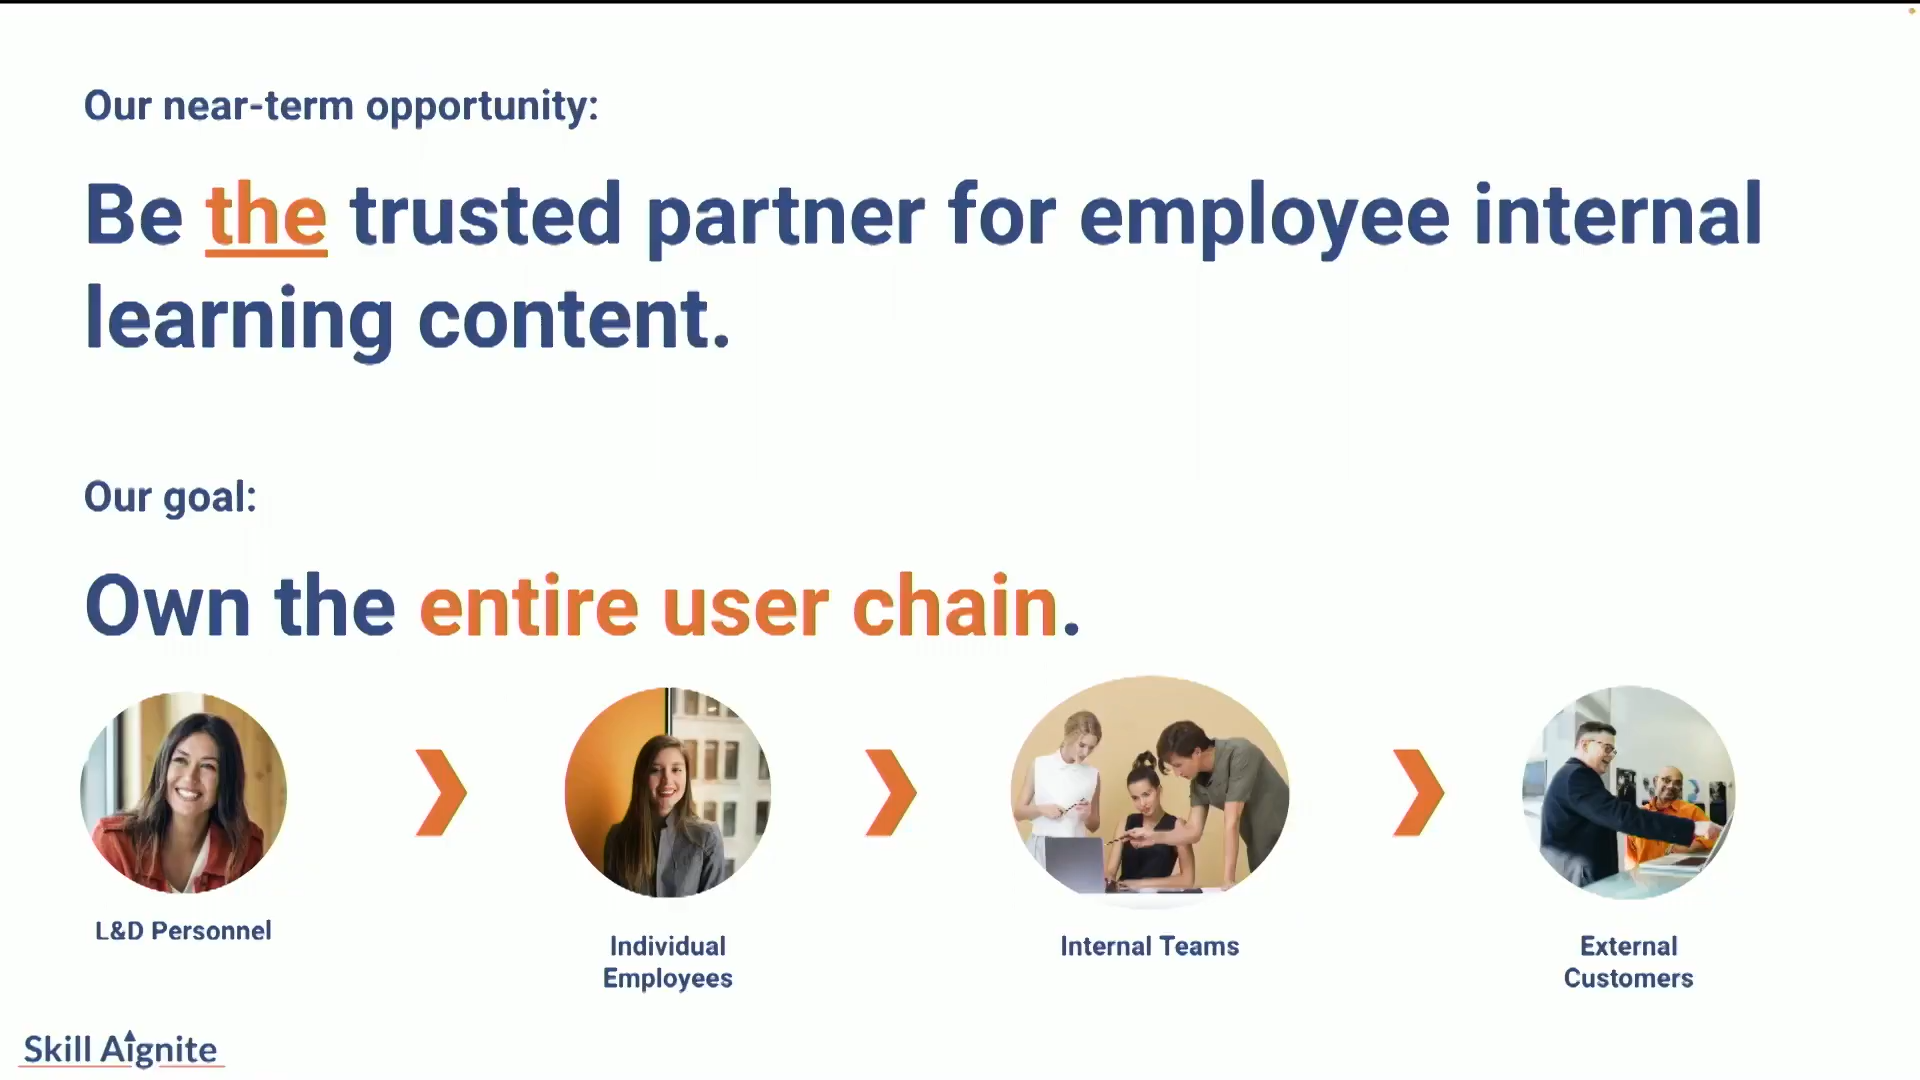 Our near-term opportunity:
Be the trusted partner for employee internal
learning content.
Our goal:
Own the entire user chain.
L&D Personnel
Individual
Employees
Internal Teams
External
Customers
Skill Aignite